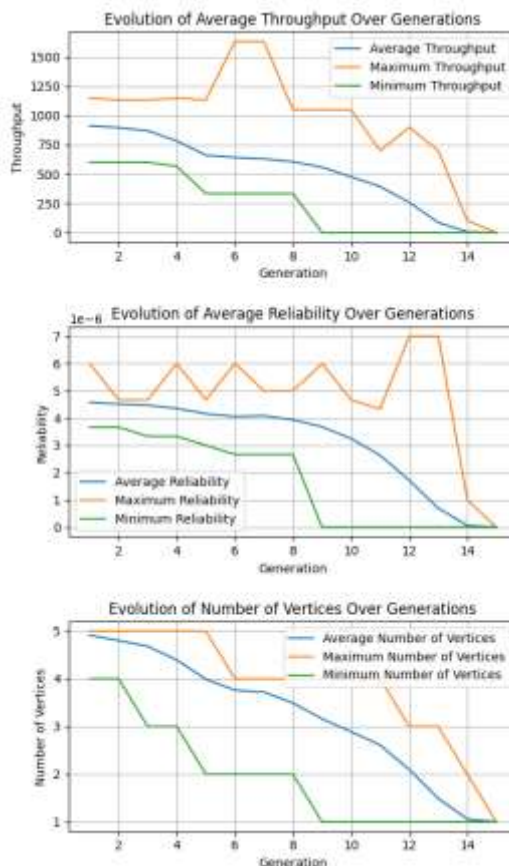 Evolution of Average Throughput Over Generations
Average Throughput
Maximum Throughput
Minimum Throughput
Throughput
1500
1250
1000
750
500
250
0
2 4 6 8 10 12 14
Generation
Evolution of Average Reliability Over Generations
1e-6
7
6
5
4
3
2
1
0
Reliability
Average Reliability
Maximum Reliability
Minimum Reliability
2 4 6 8 10 12 14
Generation
Evolution of Number of Vertices Over Generations
Average Number of Vertices
Maximum Number of Vertices
Minimum Number of Vertices
5
4
3
2
1
Number of Vertices
2 4 6 8 10 12 14
Generation